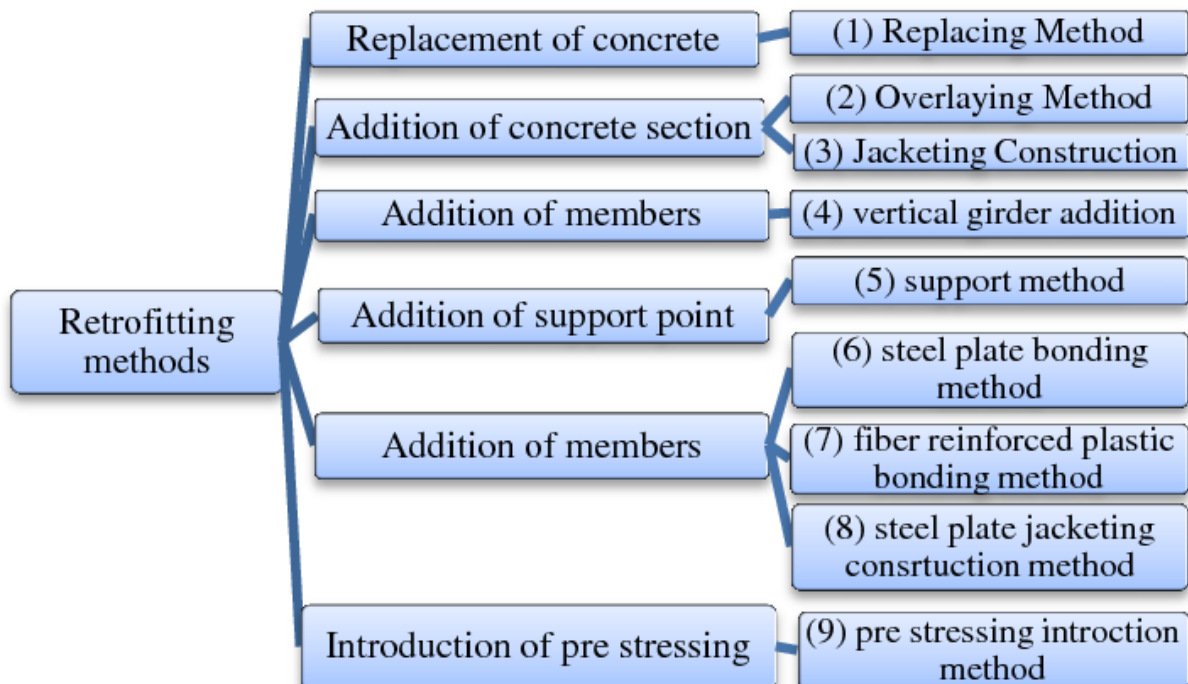 Retrofitting
methods
Replacement of concrete
(1) Replacing Method
Addition of concrete section
(2) Overlaying Method
(3) Jacketing Construction
Addition of members
(4) vertical girder addition
Addition of support point
(5) support method
Addition of members
(6) steel plate bonding
method
(7) fiber reinforced plastic
bonding method
(8) steel plate jacketing
consrtuction method
Introduction of pre stressing
(9) pre stressing introction
method